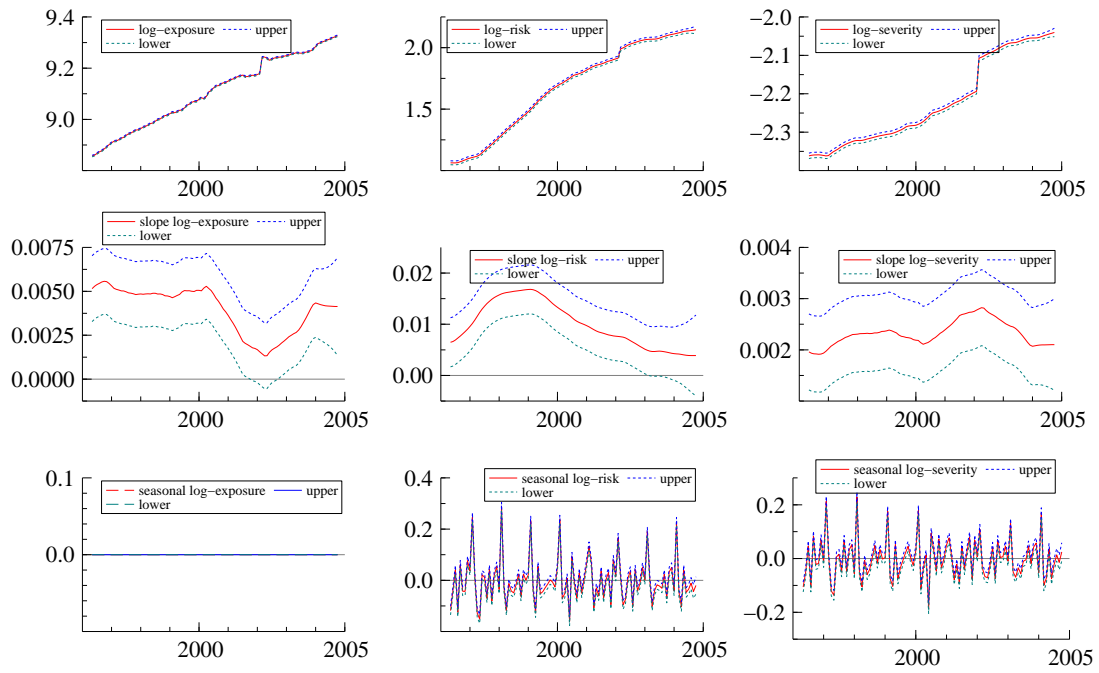 9.4
9.2
9.0
log−exposure upper
lower
2000 2005
2.0
1.5
log−risk upper
lower
2000 2005
−2.0
−2.1
−2.2
−2.3
log−severity upper
lower
2000 2005
0.0075
0.0050
0.0025
0.0000
slope log−exposure upper
lower
2000 2005
0.02
0.01
0.00
slope log−risk upper
lower
2000 2005
0.004
0.003
0.002
slope log−severity upper
lower
2000 2005
0.1
0.0
seasonal log−exposure upper
lower
2000 2005
0.4
0.2
0.0
seasonal log−risk upper
lower
2000 2005
0.2
0.0
−0.2
seasonal log−severity upper
lower
2000 2005